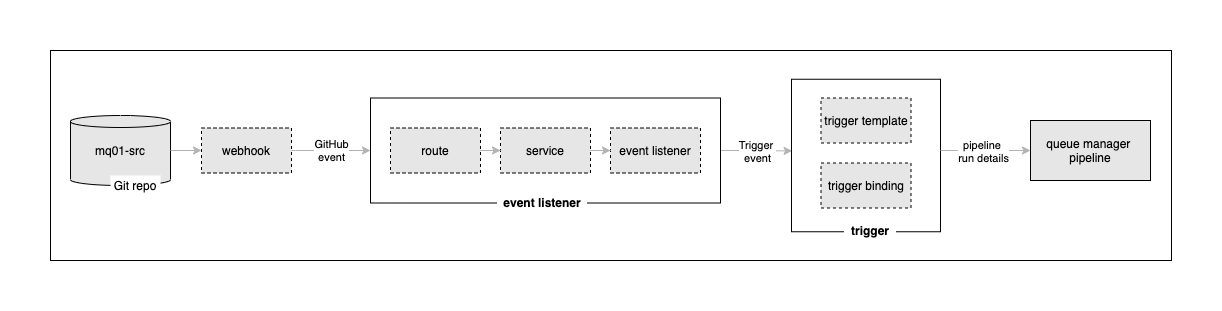 mq01-src
Git repo
webhook
GitHub
event
route
service
event listener
event listener
Trigger
event
trigger template
trigger binding
trigger
pipeline
run details
queue manager
pipeline